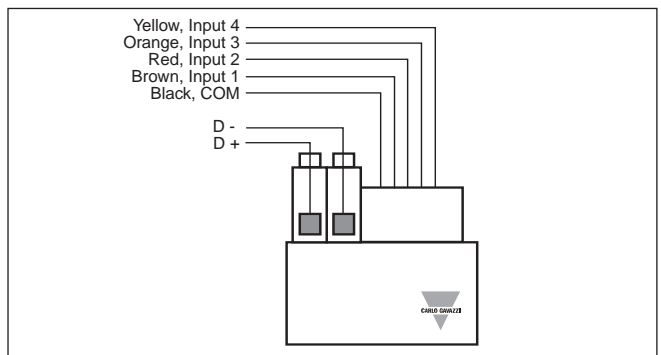 Yellow, Input 4
Orange, Input 3
Red, Input 2
Brown, Input 1
Black, COM
D -
D +
CARLO GAVAZZI